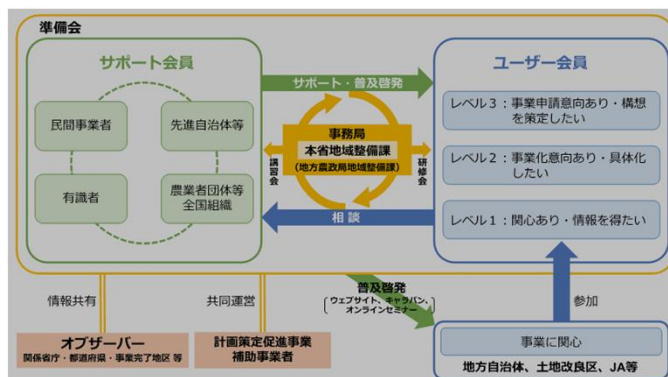 準備会
サポート会員
民間事業者
先進自治体等
有識者
農業者団体等
全国組織
サポート・普及啓発
事務局
本省地域整備課
(地方農政局地域整備課)
講習会
研修会
相談
ユーザー会員
レベル3:事業申請意向あり・構想
を策定したい
レベル2:事業化意向あり・具体化
したい
レベル1:関心あり・情報を得たい
情報共有
共同運営
普及啓発
(ウェブサイト、キャラバン、
オンラインセミナー)
参加
オブザーバー
関係省庁・都道府県・事業完了地区 等
計画策定促進事業
補助事業者
事業に関心
地方自治体、土地改良区、JA等